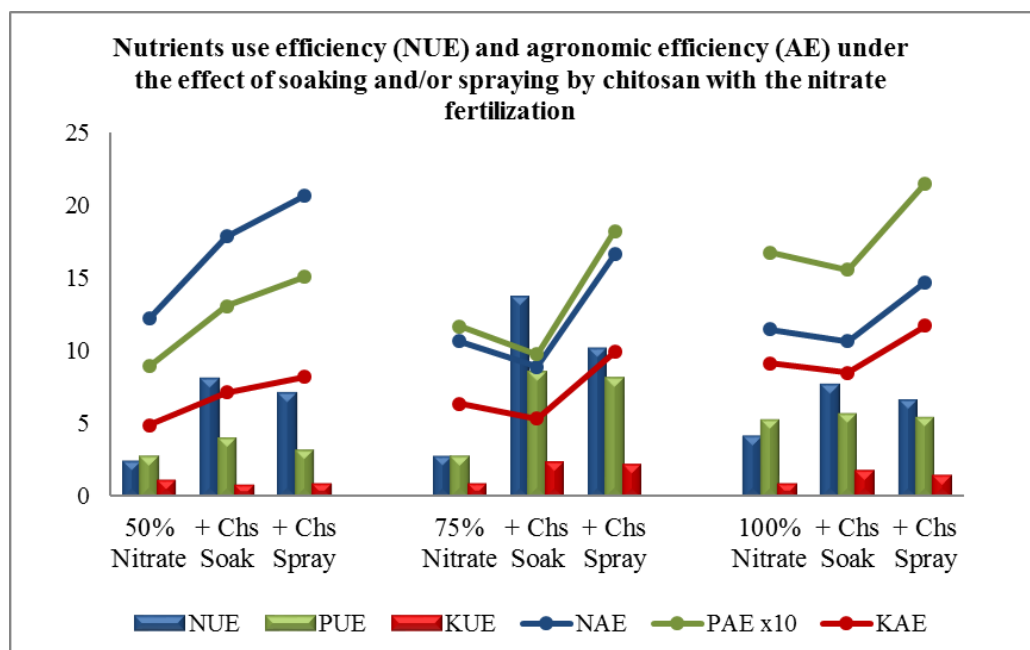 Nutrients use efficiency (NUE) and agronomic efficiency (AE) under
the effect of soaking and/or spraying by chitosan with the nitrate
fertilization
25
20
15
10
5
0
50% + Chs + Chs 75% + Chs + Chs 100% + Chs + Chs
Nitrate Soak Spray Nitrate Soak Spray Nitrate Soak Spray
NUE PUE KUE NAE PAE x10 KAE